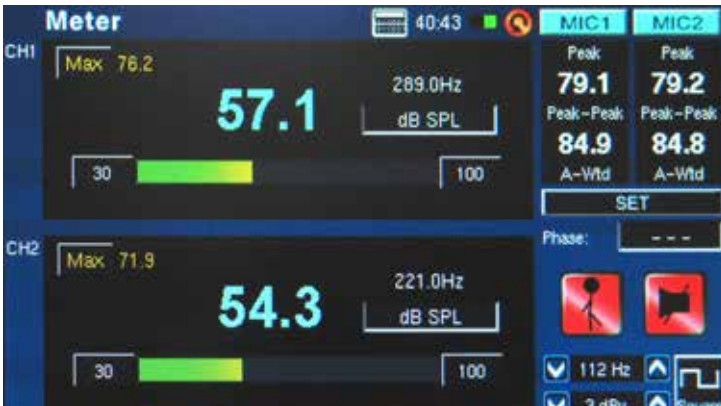 Meter
40:43
MIC1 MIC2
CH1
Max 76.2
57.1
289.0Hz
dB SPL
30
100
Peak Peak
79.1 79.2
Peak-Peak Peak-Peak
84.9 84.8
A-Wtd A-Wtd
SET
Phase: ---
CH2
Max 71.9
54.3
221.0Hz
dB SPL
30
100
112 Hz
Square